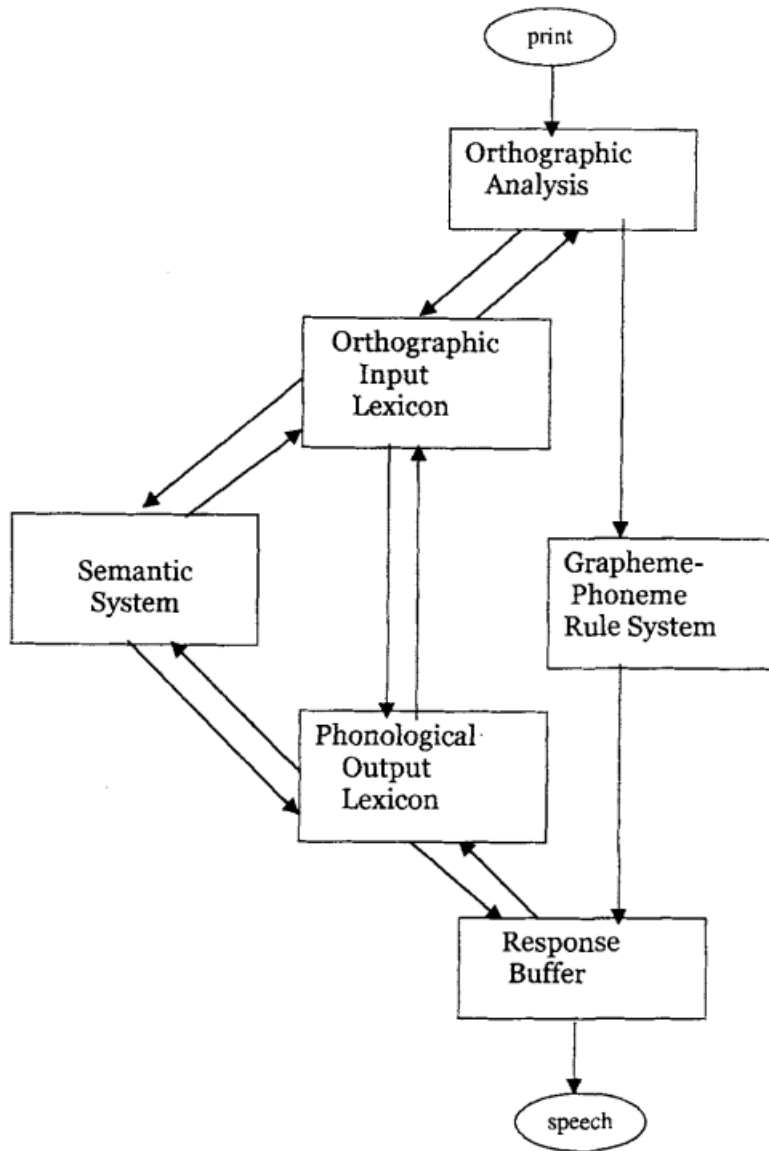 print
Orthographic
Analysis
Orthographic
Input
Lexicon
Semantic
System
Grapheme-
Phoneme
Rule System
Phonological
Output
Lexicon
Response
Buffer
speech